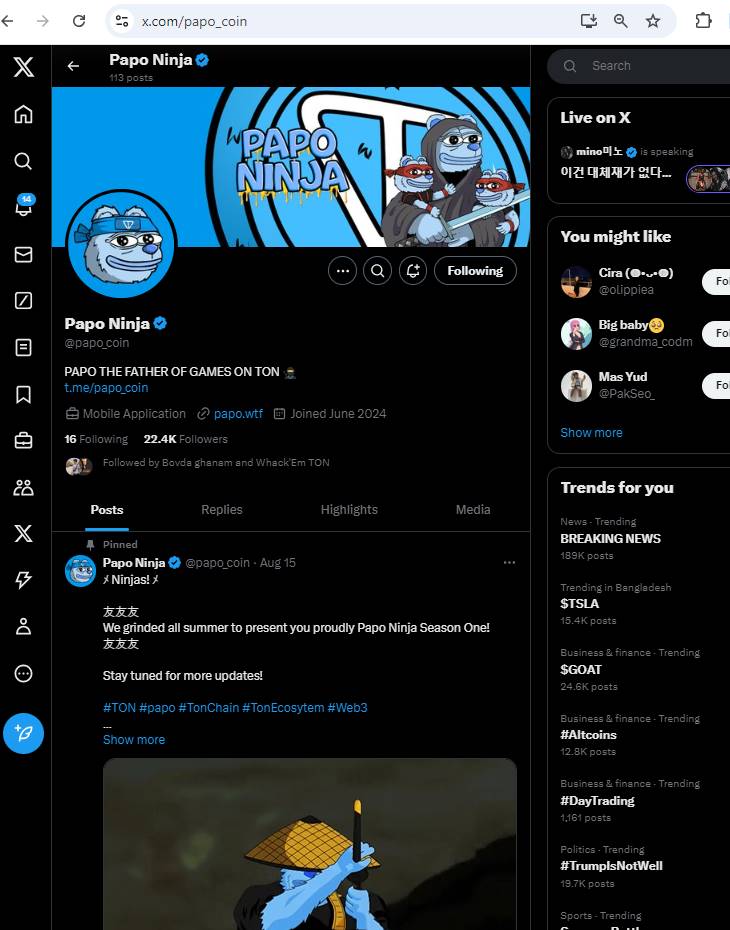 x.com/papo_coin
Papo Ninja
113 posts
PAPO
NINJA
14
Following
Papo Ninja
@papo_coin
PAPO THE FATHER OF GAMES ON TON 🥷
t.me/papo_coin
Mobile Application papo.wtf Joined June 2024
16 Following 22.4K Followers
Followed by Bovda ghanam and Whack'Em TON
Posts Replies Highlights Media
Pinned
Papo Ninja @papo_coin · Aug 15
〆Ninjas!〆
友友友
We grinded all summer to present you proudly Papo Ninja Season One!
友友友
Stay tuned for more updates!
#TON #papo #TonChain #TonEcosytem #Web3
...
Show more
Search
Live on X
mino미노 is speaking
이건 대체재가 없다...
You might like
Cira
@olippiea
Fol
Big baby🥺
@grandma_codm
Fol
Mas Yud
@PakSeo_
Fol
Show more
Trends for you
News · Trending
BREAKING NEWS
189K posts
Trending in Bangladesh
$TSLA
15.4K posts
Business & finance · Trending
$GOAT
24.6K posts
Business & finance · Trending
#Altcoins
12.8K posts
Business & finance · Trending
#DayTrading
1,161 posts
Politics · Trending
#TrumpIsNotWell
19.7K posts
Sports · Trending